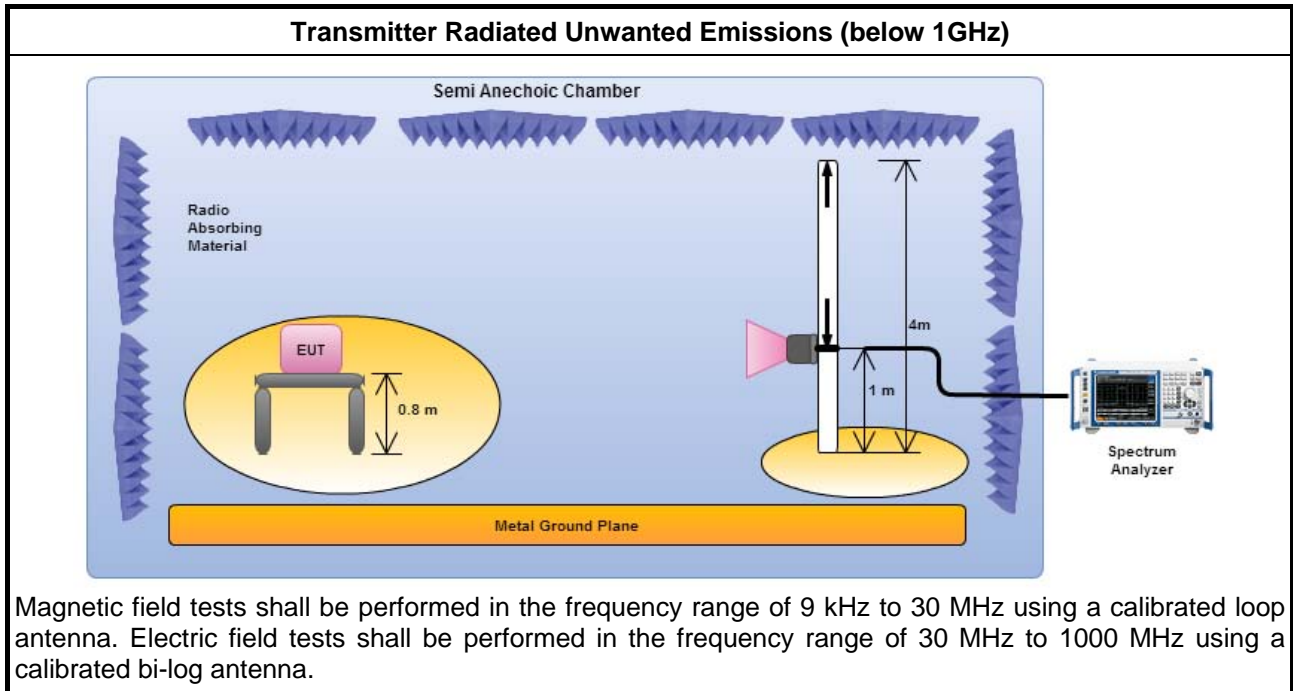 Transmitter Radiated Unwanted Emissions (below 1GHz)
Semi Anechoic Chamber
Radio
Absorbing
Material
EUT
0.8 m
4m
1 m
Spectrum
Analyzer
Metal Ground Plane
Magnetic field tests shall be performed in the frequency range of 9 kHz to 30 MHz using a calibrated loop
antenna. Electric field tests shall be performed in the frequency range of 30 MHz to 1000 MHz using a
calibrated bi-log antenna.